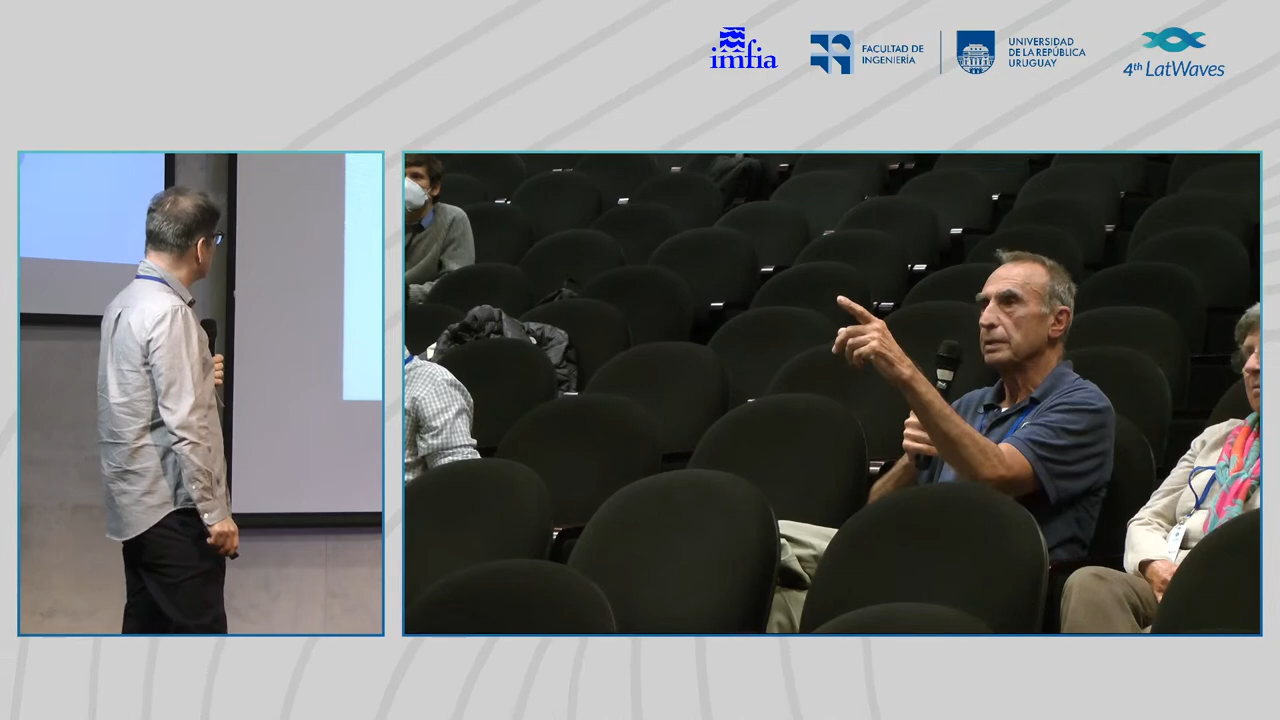 imfia
FACULTAD DE
INGENIERÍA
UNIVERSIDAD
DE LA REPÚBLICA
URUGUAY
4th LatWaves